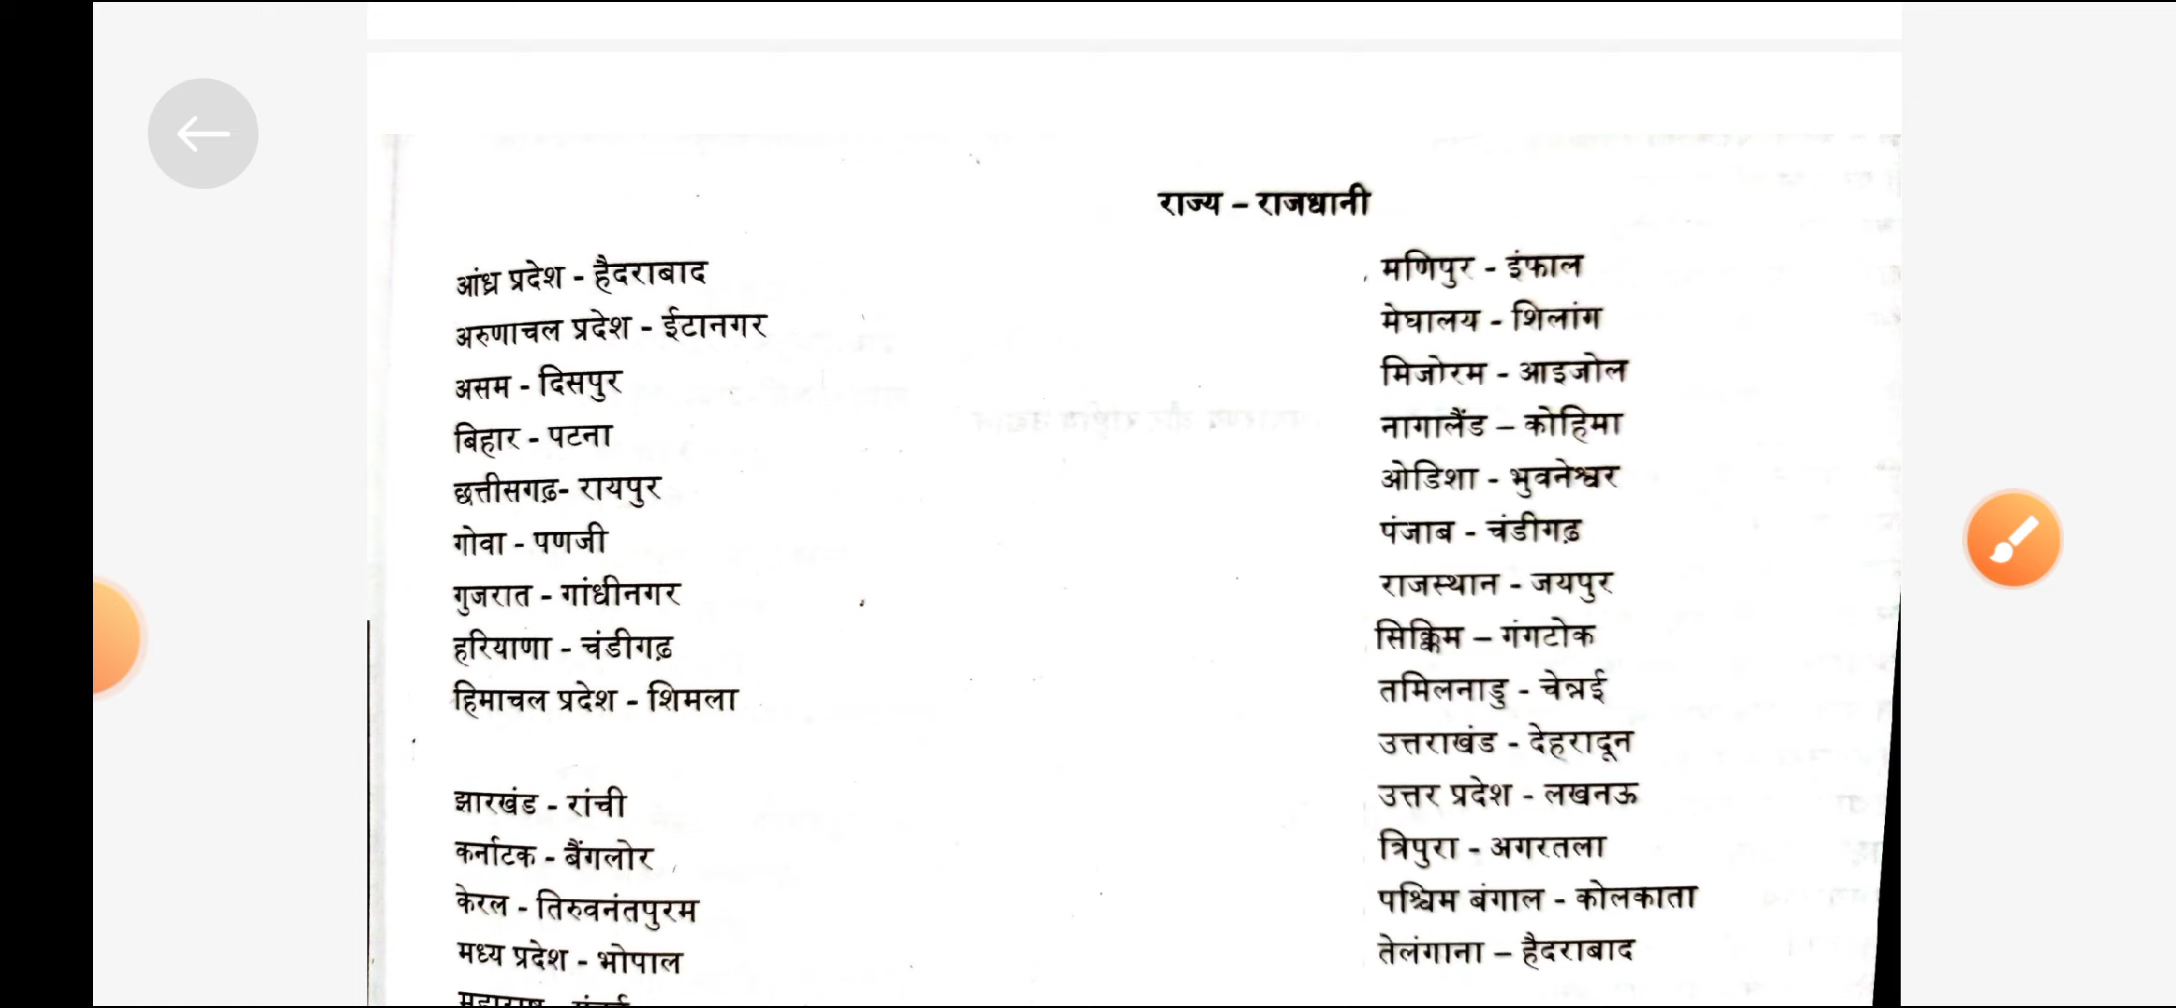 राज्य – राजधानी
आंध्र प्रदेश - हैदराबाद
अरुणाचल प्रदेश - ईटानगर
असम - दिसपुर
बिहार - पटना
छत्तीसगढ़- रायपुर
गोवा - पणजी
गुजरात - गांधीनगर
हरियाणा - चंडीगढ़
हिमाचल प्रदेश - शिमला
झारखंड - रांची
कर्नाटक - बैंगलोर
केरल - तिरुवनंतपुरम
मध्य प्रदेश - भोपाल
मणिपुर - इंफाल
मेघालय - शिलांग
मिजोरम - आइजोल
नागालैंड – कोहिमा
ओडिशा - भुवनेश्वर
पंजाब - चंडीगढ़
राजस्थान - जयपुर
सिक्किम – गंगटोक
तमिलनाडु - चेन्नई
उत्तराखंड - देहरादून
उत्तर प्रदेश - लखनऊ
त्रिपुरा - अगरतला
पश्चिम बंगाल - कोलकाता
तेलंगाना – हैदराबाद